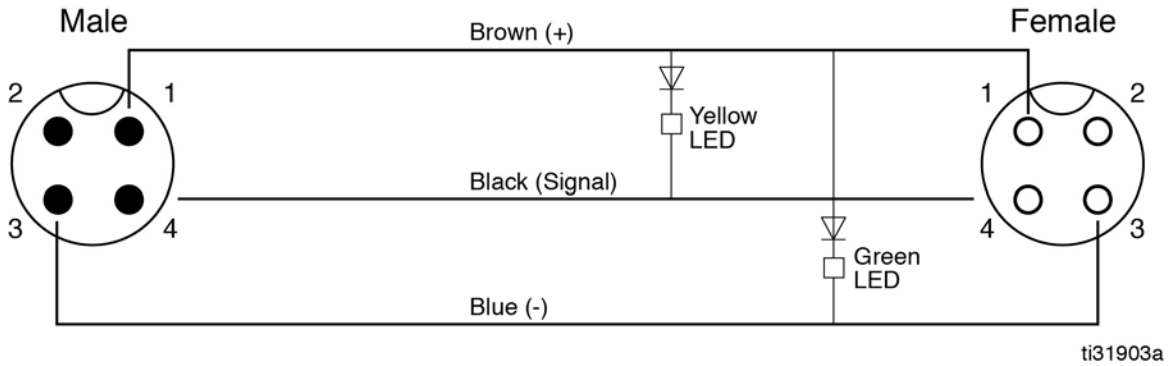 Male
Female
Brown (+)
2
1
1
2
Yellow
LED
Black (Signal)
3
4
4
3
Green
LED
Blue (-)
ti31903a